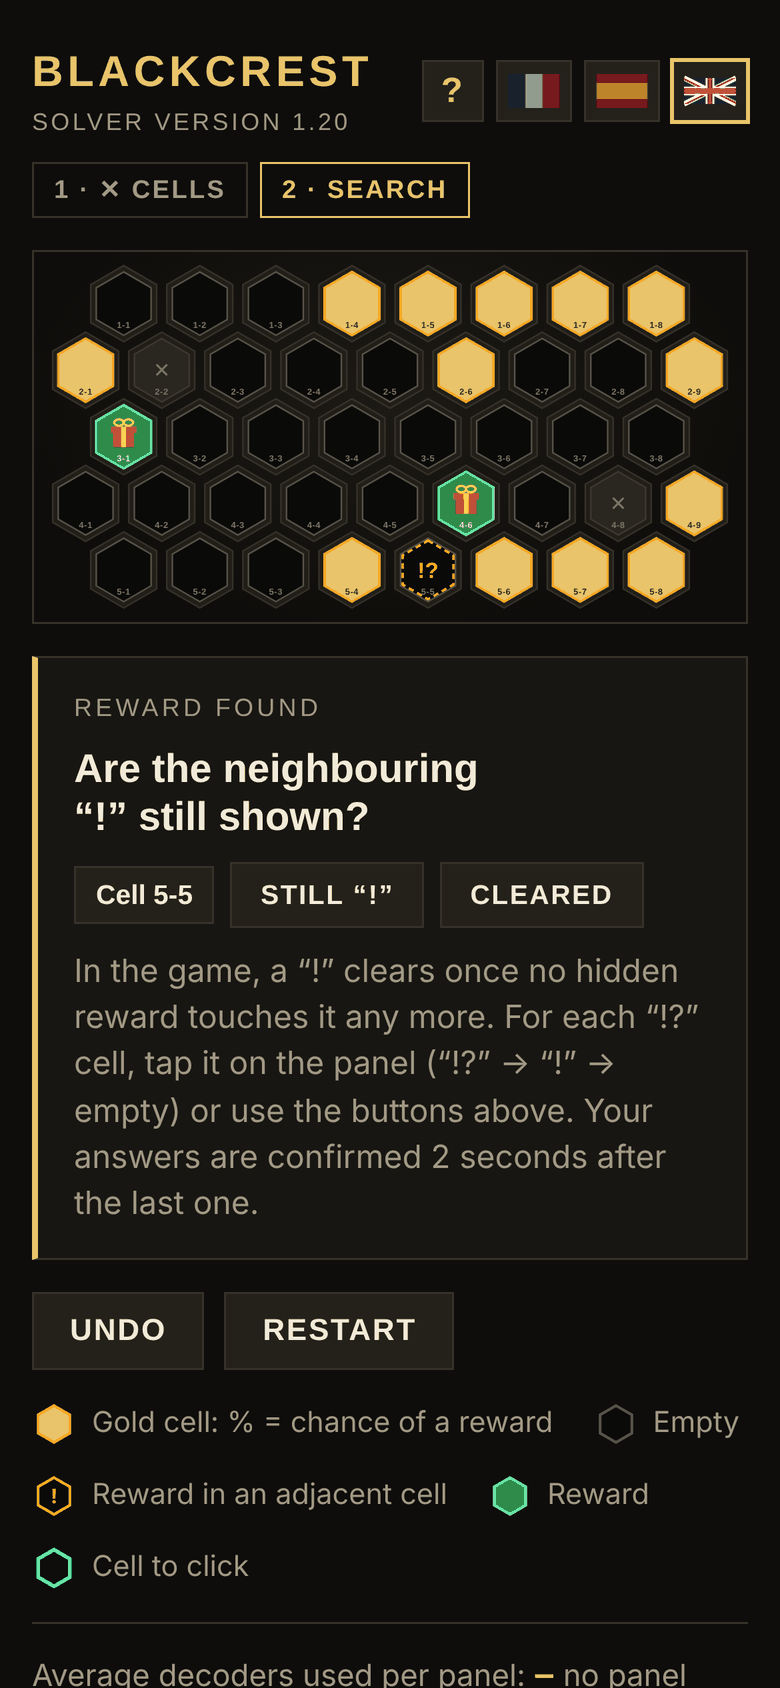 BLACKCREST
SOLVER VERSION 1.20
?
1 · ✕ CELLS
2 · SEARCH
1-1 1-2 1-3 1-4 1-5 1-6 1-7 1-8
2-1 ✕ 2-2 2-3 2-4 2-5 2-6 2-7 2-8 2-9
3-1 3-2 3-3 3-4 3-5 3-6 3-7 3-8
4-1 4-2 4-3 4-4 4-5 4-6 4-7 ✕ 4-8 4-9
5-1 5-2 5-3 5-4 !? 5-5 5-6 5-7 5-8
REWARD FOUND
Are the neighbouring
“!” still shown?
Cell 5-5
STILL “!”
CLEARED
In the game, a “!” clears once no hidden
reward touches it any more. For each “!?”
cell, tap it on the panel (“!?” → “!” →
empty) or use the buttons above. Your
answers are confirmed 2 seconds after
the last one.
UNDO
RESTART
Gold cell: % = chance of a reward
Empty
! Reward in an adjacent cell
Reward
Cell to click
Average decoders used per panel: – no panel